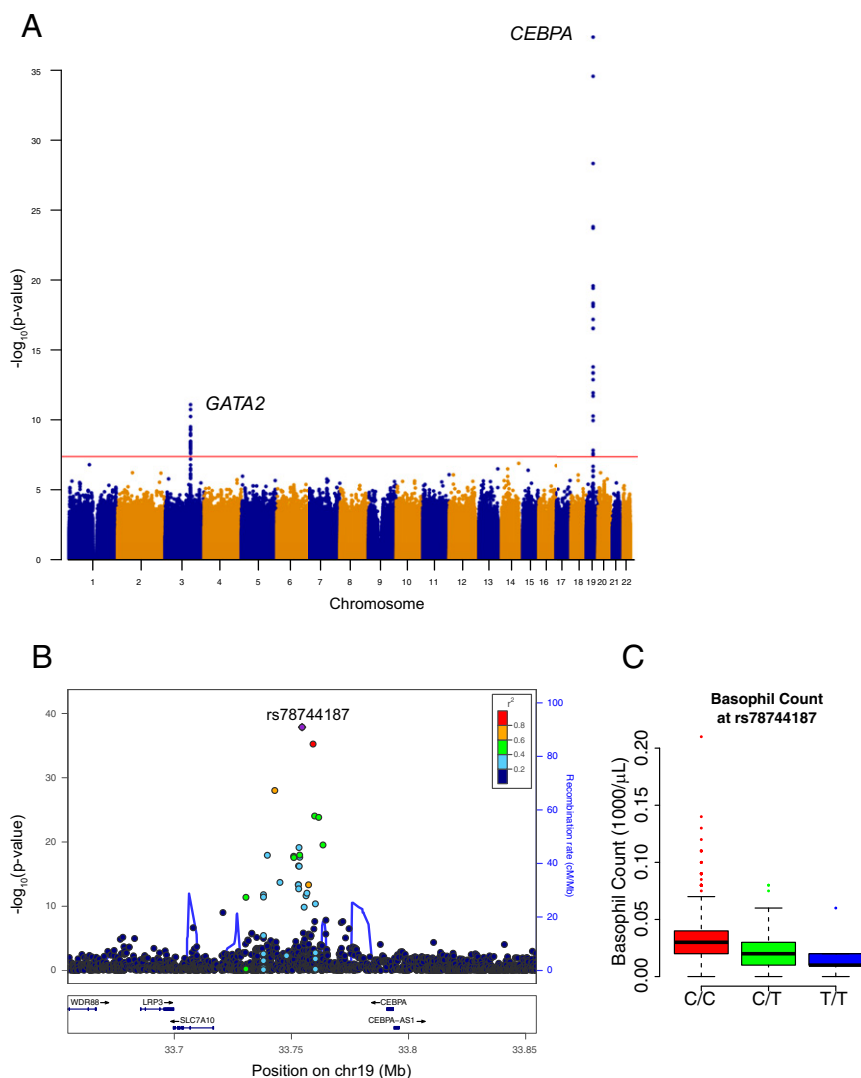 A
CEBPA
GATA2
-log10(p-value)
35
30
25
20
15
10
5
0
1 2 3 4 5 6 7 8 9 10 11 12 13 14 15 16 17 18 19 20 21 22
Chromosome
B
rs78744187
r2
0.8
0.6
0.4
0.2
-log10(p-value)
40
30
20
10
0
Recombination rate (cM/Mb)
100
80
60
40
20
0
WDR88 LRP3 CEBPA
SLC7A10 CEBPA-AS1
33.7 33.75 33.8 33.85
Position on chr19 (Mb)
C
Basophil Count
at rs78744187
Basophil Count (1000/μL)
0.20
0.15
0.10
0.05
0.00
C/C C/T T/T